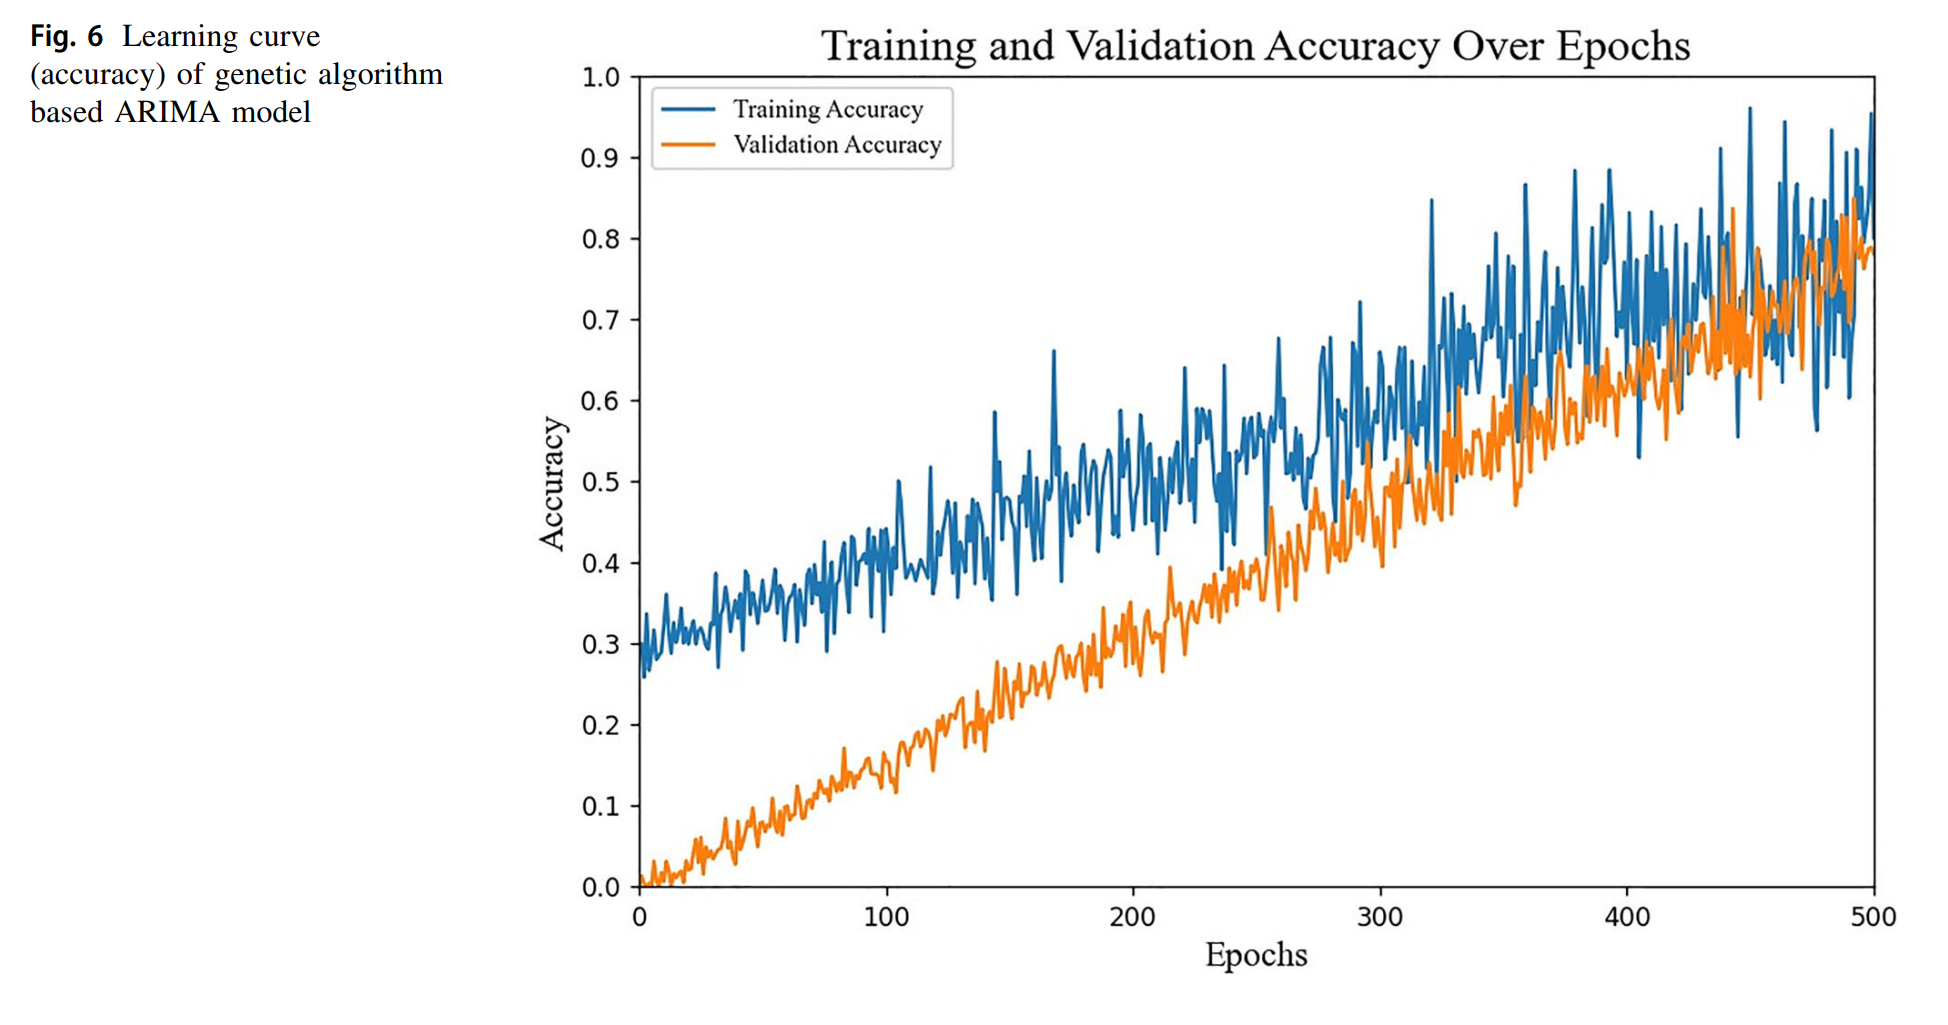 Fig. 6 Learning curve
(accuracy) of genetic algorithm
based ARIMA model
Training and Validation Accuracy Over Epochs
1.0
0.9
0.8
0.7
0.6
0.5
0.4
0.3
0.2
0.1
0.0
Accuracy
Training Accuracy
Validation Accuracy
0 100 200 300 400 500
Epochs